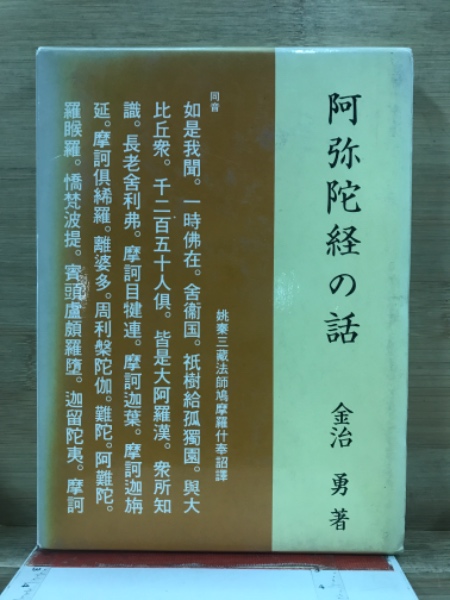 阿弥陀経の話
金治 勇 著
姚秦三藏法師鳩摩羅什奉詔譯
同音
如是我聞。一時佛在。舍衞国。祇樹給孤獨園。與大
比丘衆。千二百五十人俱。皆是大阿羅漢。衆所知
識。長老舍利弗。摩訶目犍連。摩訶迦葉。摩訶迦旃
延。摩訶俱絺羅。離婆多。周利槃陀伽。難陀。阿難陀。
羅睺羅。憍梵波提。賓頭盧頗羅墮。迦留陀夷。摩訶